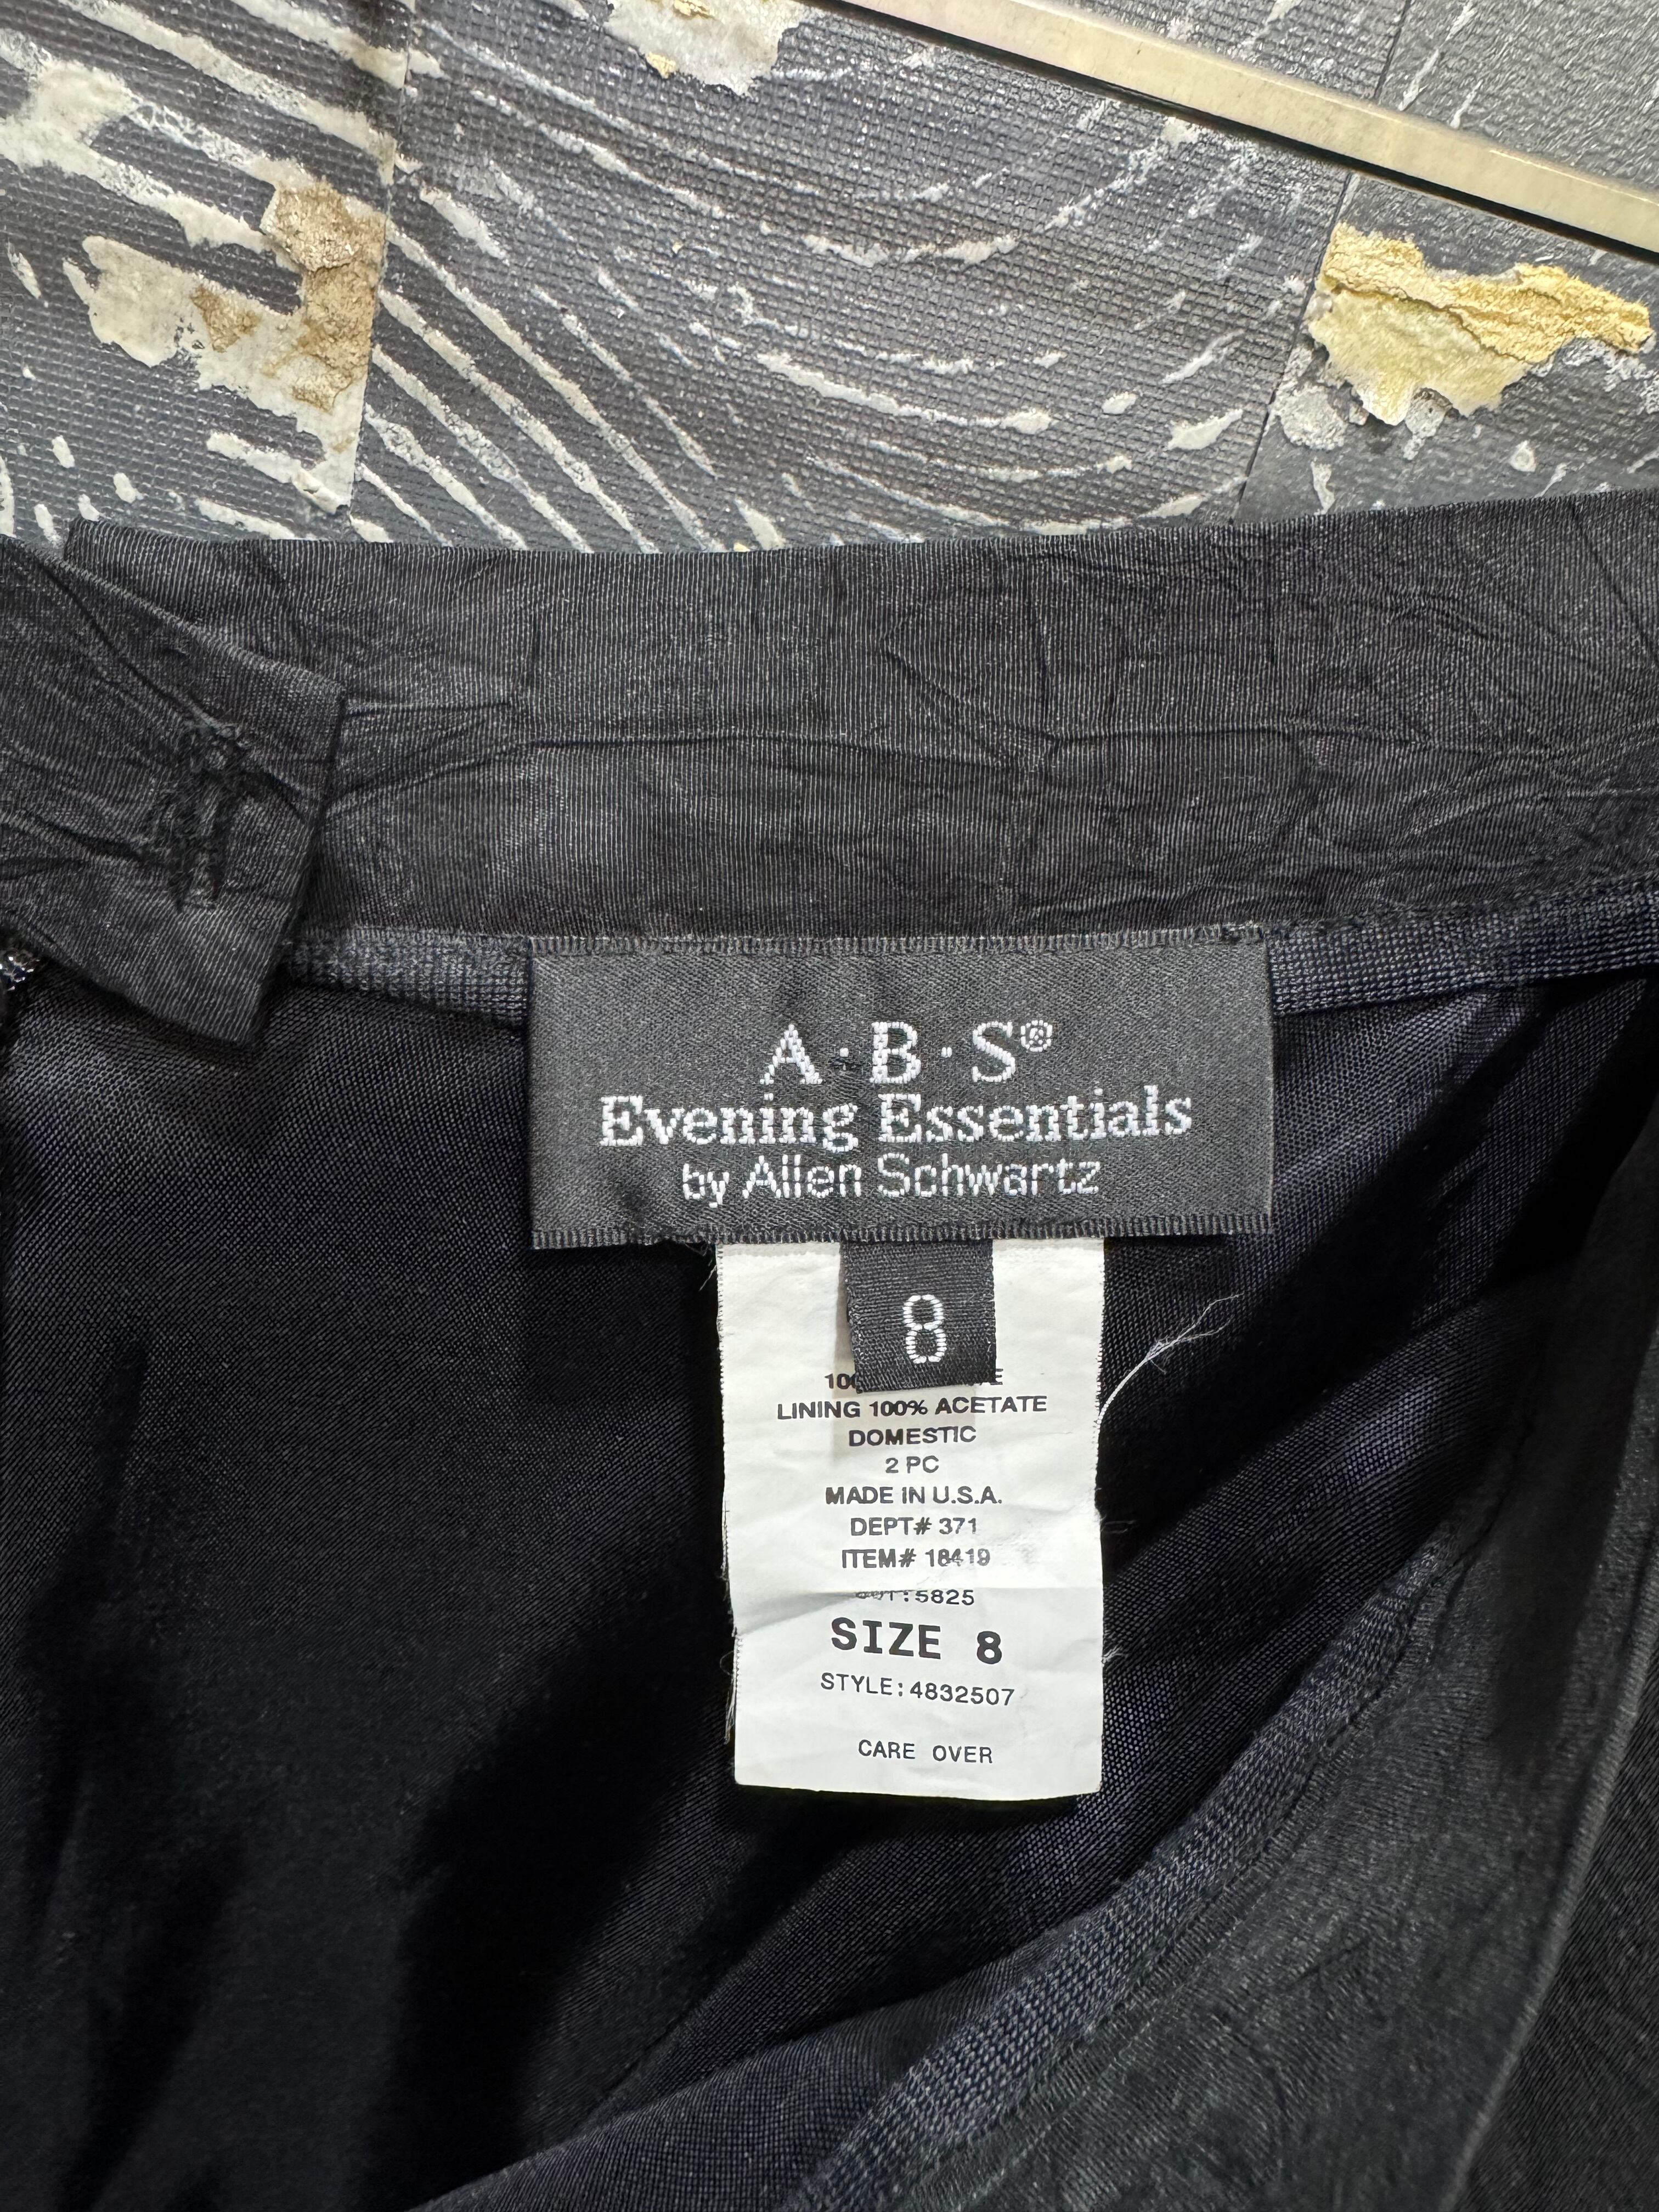 A·B·S®
Evening Essentials
by Allen Schwartz
8
LINING 100% ACETATE
DOMESTIC
2 PC
MADE IN U.S.A.
DEPT# 371
ITEM# 18419
:5825
SIZE 8
STYLE:4832507
CARE OVER